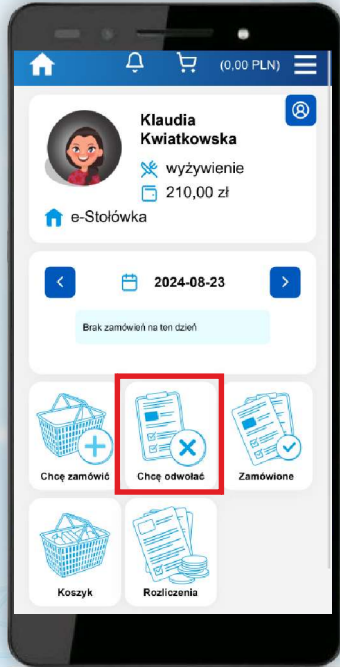 (0,00 PLN)
Klaudia
Kwiatkowska
wyżywienie
210,00 zł
e-Stołówka
2024-08-23
Brak zamówień na ten dzień
Chcę zamówić
Chcę odwołać
Zamówione
Koszyk
Rozliczenia